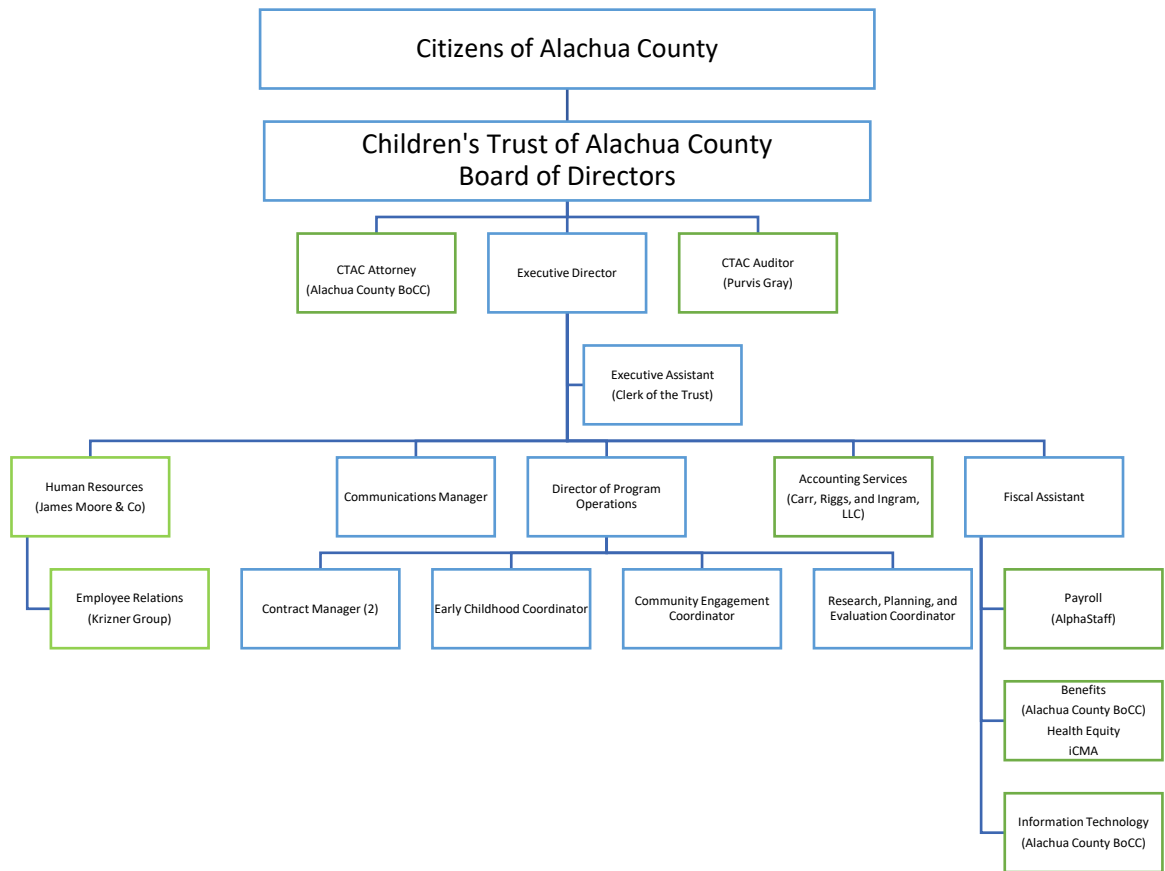 Citizens of Alachua County
Children's Trust of Alachua County
Board of Directors
CTAC Attorney
(Alachua County BoCC)
Executive Director
CTAC Auditor
(Purvis Gray)
Executive Assistant
(Clerk of the Trust)
Human Resources
(James Moore & Co)
Communications Manager
Director of Program
Operations
Accounting Services
(Carr, Riggs, and Ingram,
LLC)
Fiscal Assistant
Employee Relations
(Krizner Group)
Contract Manager (2)
Early Childhood Coordinator
Community Engagement
Coordinator
Research, Planning, and
Evaluation Coordinator
Payroll
(AlphaStaff)
Benefits
(Alachua County BoCC)
Health Equity
iCMA
Information Technology
(Alachua County BoCC)